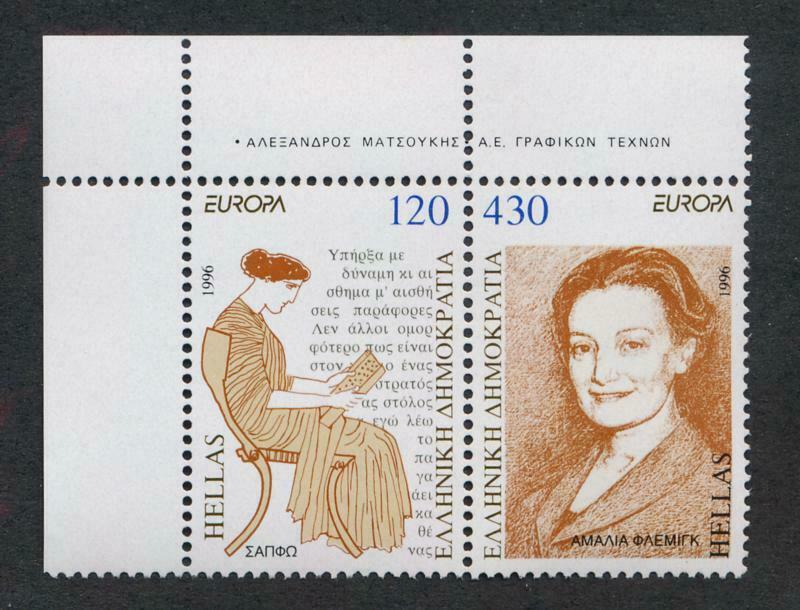 • ΑΛΕΞΑΝΔΡΟΣ ΜΑΤΣΟΥΚΗΣ • Α.Ε. ΓΡΑΦΙΚΩΝ ΤΕΧΝΩΝ
EUROPA 120
1996
Υπήρξα με
δύναμη κι αι
σθημα μ' αισθή
σεις παράφορες
Λεν άλλοι ομορ
φότερο πως είναι
στον ο ένας
στρατός
ας στόλος
εγώ λέω
το
πα
γα
άει
κα
θέ
νας
HELLAS
ΣΑΠΦΩ
ΕΛΛΗΝΙΚΗ ΔΗΜΟΚΡΑΤΙΑ
430 EUROPA
1996
ΕΛΛΗΝΙΚΗ ΔΗΜΟΚΡΑΤΙΑ
ΑΜΑΛΙΑ ΦΛΕΜΙΓΚ
HELLAS